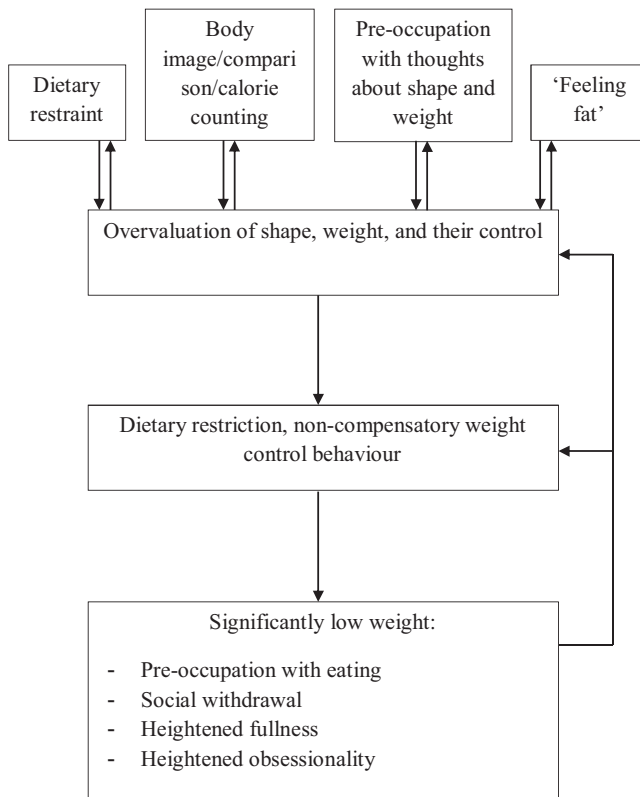 Dietary
restraint
Body
image/compari
son/calorie
counting
Pre-occupation
with thoughts
about shape and
weight
‘Feeling
fat’
Overvaluation of shape, weight, and their control
Dietary restriction, non-compensatory weight
control behaviour
Significantly low weight:
- Pre-occupation with eating
- Social withdrawal
- Heightened fullness
- Heightened obsessionality